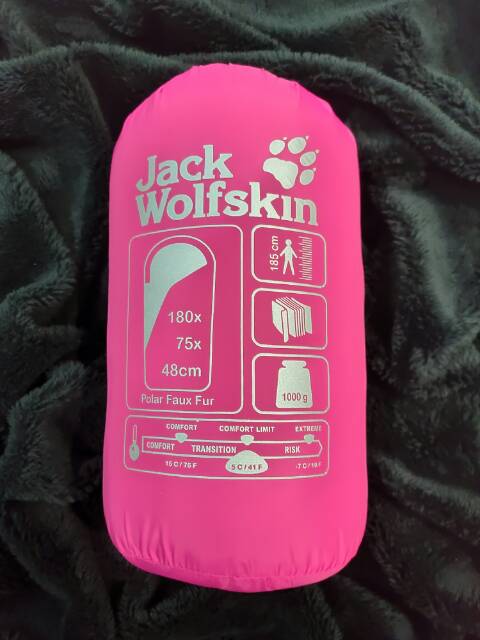 Jack
Wolfskin
185 cm
180x
75x
48cm
Polar Faux Fur
1000 g
COMFORT COMFORT LIMIT EXTREME
COMFORT TRANSITION RISK
15 C / 75 F 5 C / 41 F